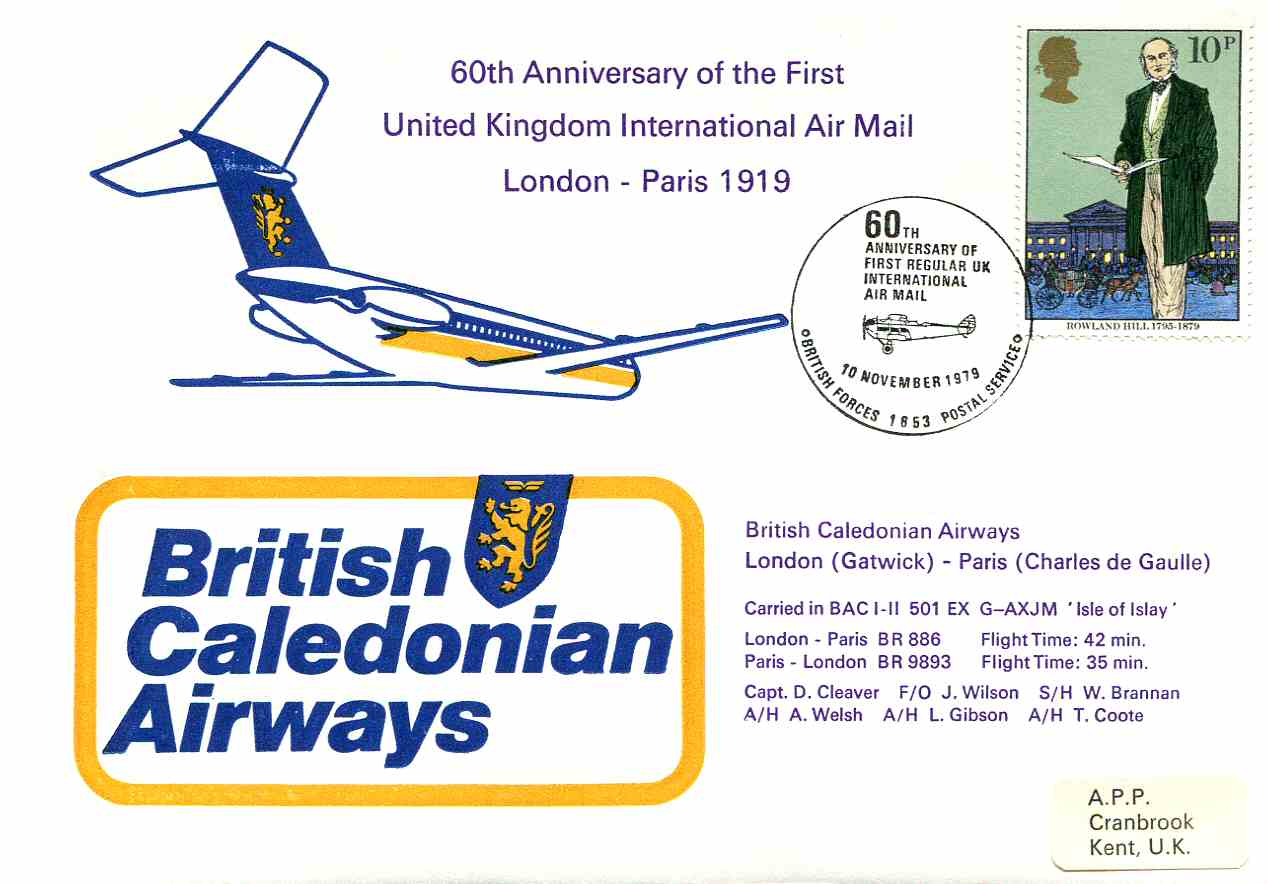 60th Anniversary of the First
United Kingdom International Air Mail
London - Paris 1919
10P
ROWLAND HILL 1795-1879
60TH
ANNIVERSARY OF
FIRST REGULAR UK
INTERNATIONAL
AIR MAIL
10 NOVEMBER 1979
BRITISH FORCES 1653 POSTAL SERVICE
British
Caledonian
Airways
British Caledonian Airways
London (Gatwick) - Paris (Charles de Gaulle)
Carried in BAC I-II 501 EX G–AXJM ' Isle of Islay '
London - Paris BR 886 Flight Time: 42 min.
Paris - London BR 9893 Flight Time: 35 min.
Capt. D. Cleaver F/O J. Wilson S/H W. Brannan
A/H A. Welsh A/H L. Gibson A/H T. Coote
A.P.P.
Cranbrook
Kent, U.K.